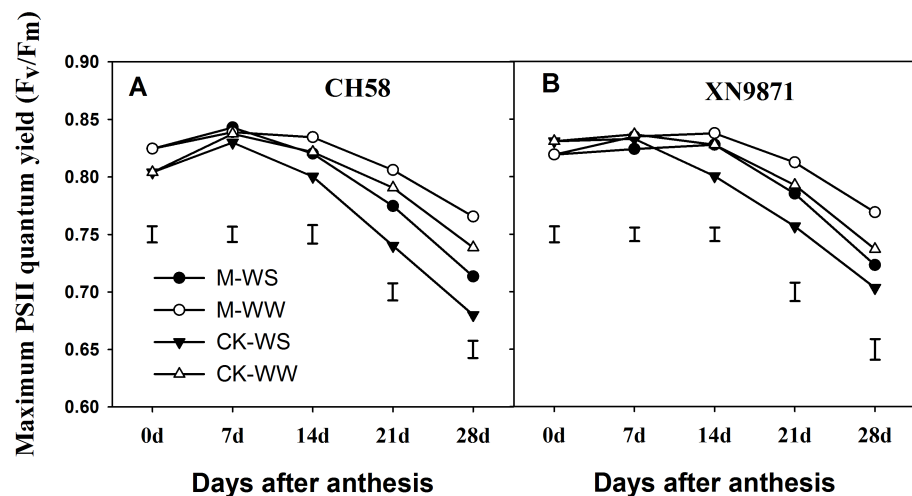 Maximum PSII quantum yield (Fv/Fm)
0.90
0.85
0.80
0.75
0.70
0.65
0.60
A
CH58
B
XN9871
M-WS
M-WW
CK-WS
CK-WW
0d 7d 14d 21d 28d
0d 7d 14d 21d 28d
Days after anthesis
Days after anthesis